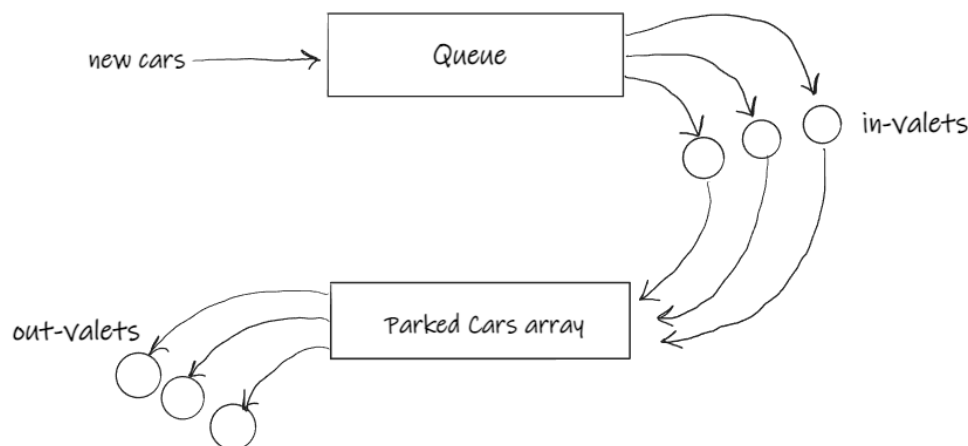 new cars
Queue
in-valets
Parked Cars array
out-valets